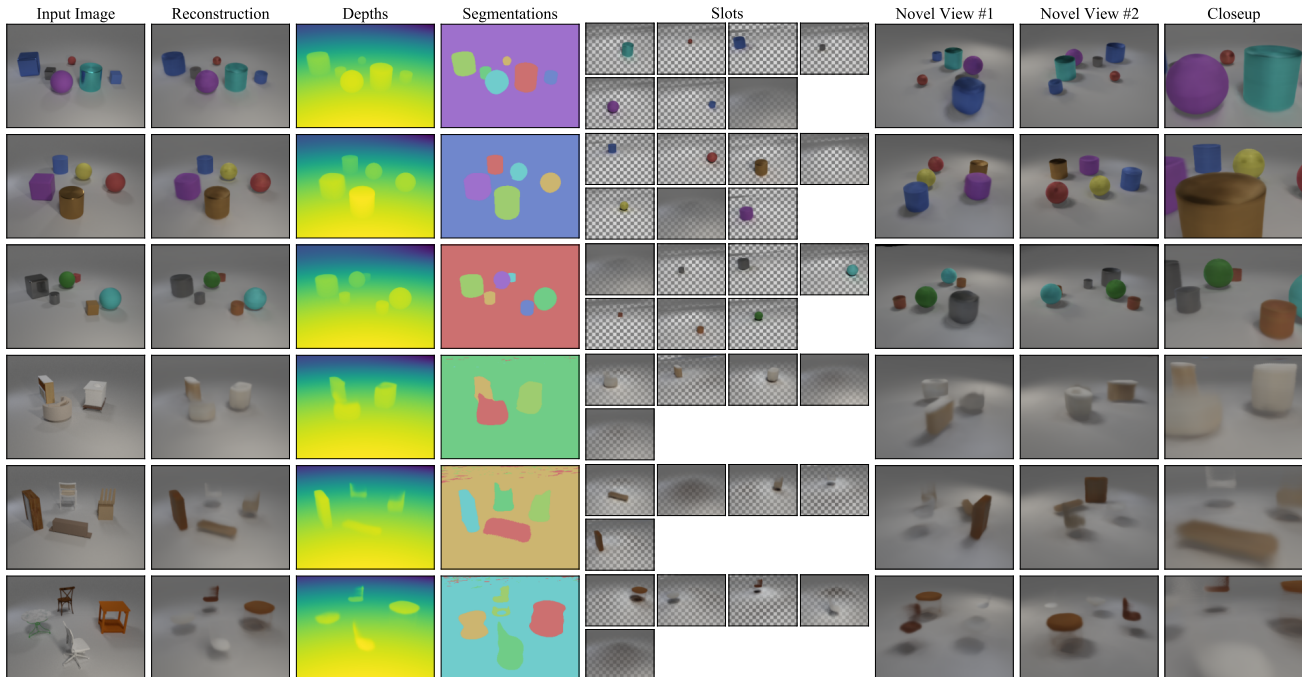 Input Image
Reconstruction
Depths
Segmentations
Slots
Novel View #1
Novel View #2
Closeup